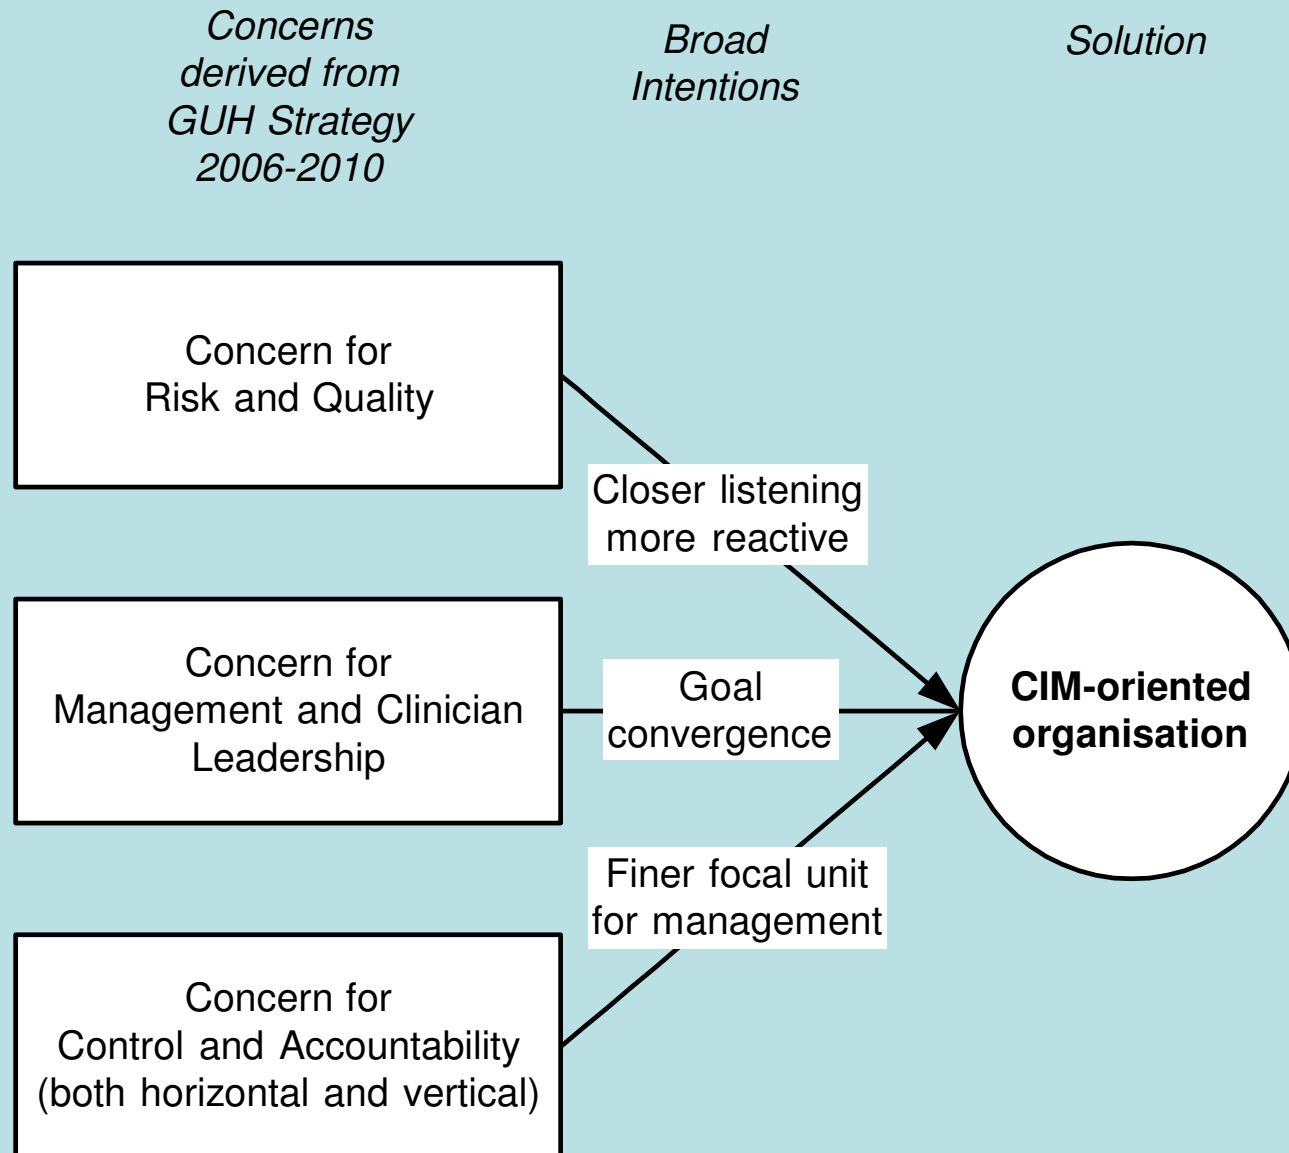 Concerns
derived from
GUH Strategy
2006-2010
Broad
Intentions
Solution
Concern for
Risk and Quality
Closer listening
more reactive
Concern for
Management and Clinician
Leadership
Goal
convergence
CIM-oriented
organisation
Finer focal unit
for management
Concern for
Control and Accountability
(both horizontal and vertical)